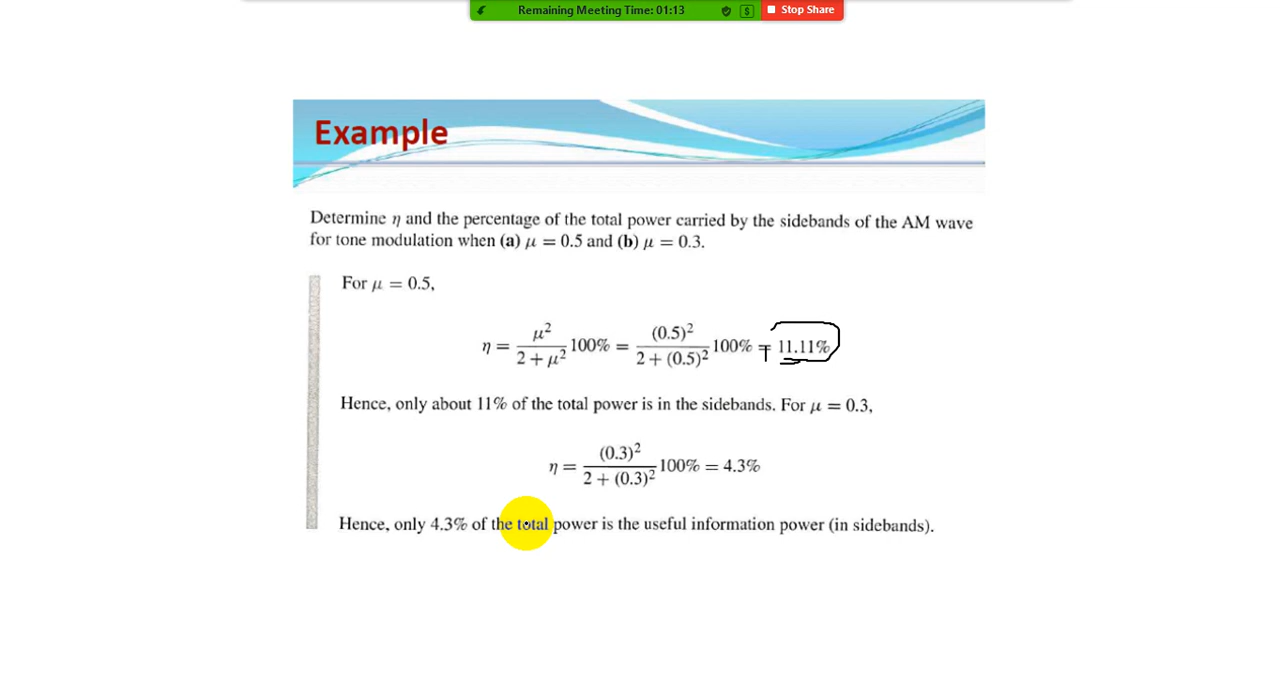 Remaining Meeting Time: 01:13 $ Stop Share
Example
Determine η and the percentage of the total power carried by the sidebands of the AM wave
for tone modulation when (a) μ = 0.5 and (b) μ = 0.3.
For μ = 0.5,
η = μ² / 2 + μ² 100% = (0.5)² / 2 + (0.5)² 100% = 11.11%
Hence, only about 11% of the total power is in the sidebands. For μ = 0.3,
η = (0.3)² / 2 + (0.3)² 100% = 4.3%
Hence, only 4.3% of the total power is the useful information power (in sidebands).